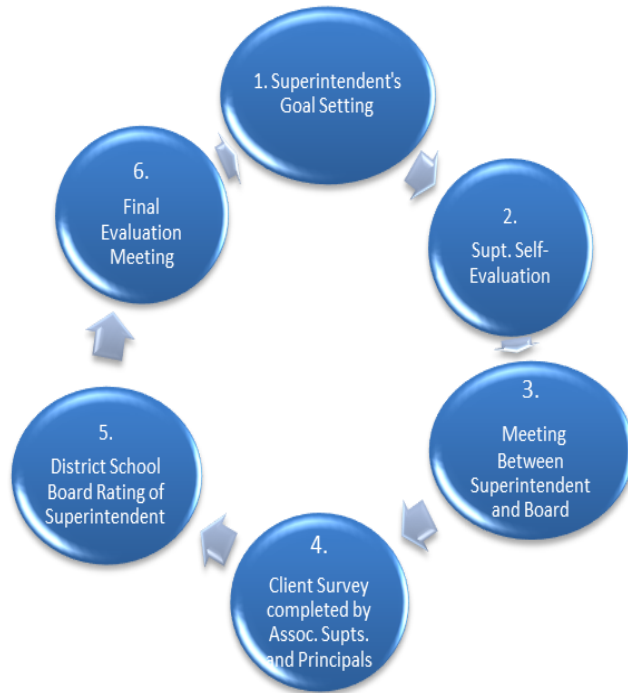 1. Superintendent's
Goal Setting
2.
Supt. Self-
Evaluation
3.
Meeting
Between
Superintendent
and Board
4.
Client Survey
completed by
Assoc. Supts.
and Principals
5.
District School
Board Rating of
Superintendent
6.
Final
Evaluation
Meeting